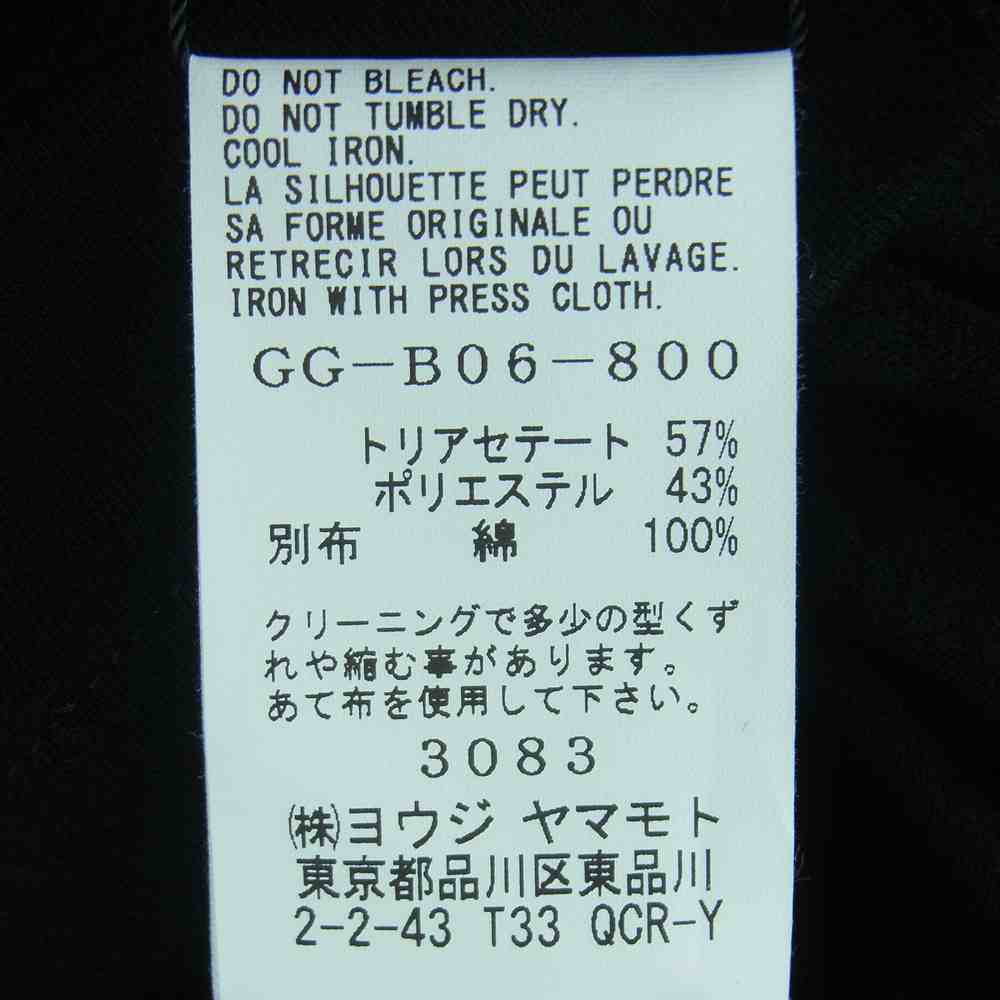 DO NOT BLEACH.
DO NOT TUMBLE DRY.
COOL IRON.
LA SILHOUETTE PEUT PERDRE
SA FORME ORIGINALE OU
RETRECIR LORS DU LAVAGE.
IRON WITH PRESS CLOTH.
GG-B06-800
トリアセテート 57%
ポリエステル 43%
別布 綿 100%
クリーニングで多少の型くず
れや縮む事があります。
あて布を使用して下さい。
3083
㈱ヨウジ ヤマモト
東京都品川区東品川
2-2-43 T33 QCR-Y